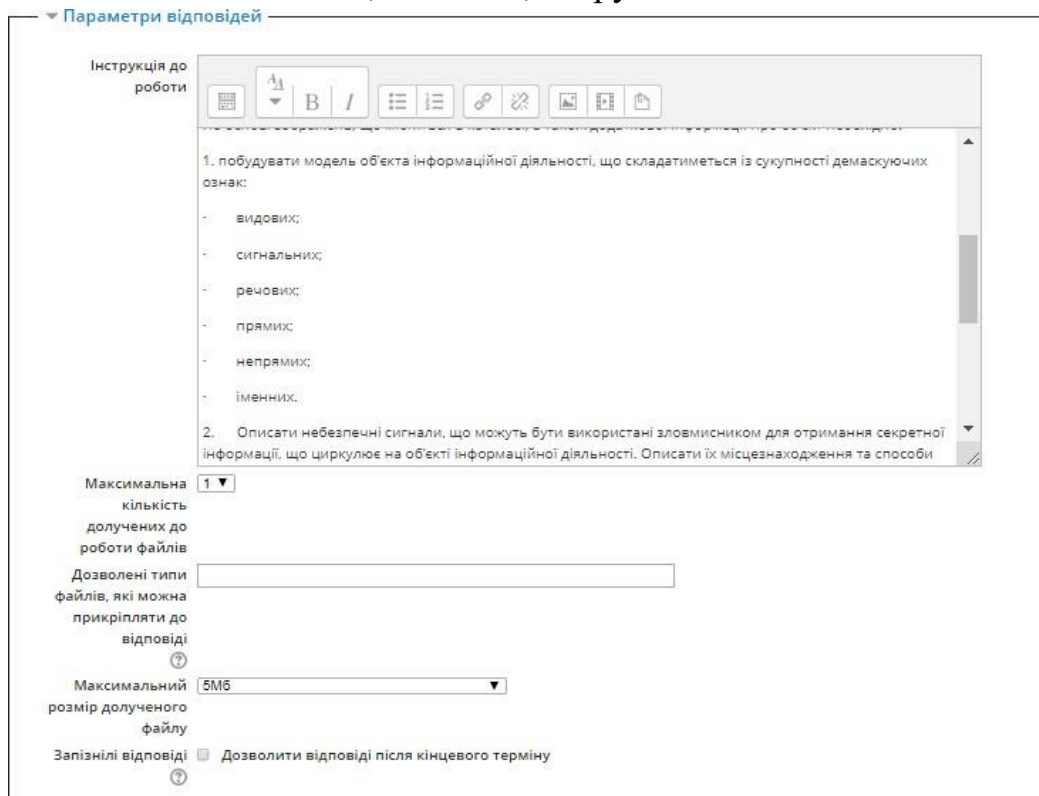 Параметри відповідей
Інструкція до
роботи
1. побудувати модель об'єкта інформаційної діяльності, що складатиметься із сукупності демаскуючих
ознак:
- видових;
- сигнальних;
- речових;
- прямих;
- непрямих;
- іменних.
2. Описати небезпечні сигнали, що можуть бути використані зловмисником для отримання секретної
інформації, що циркулює на об'єкті інформаційної діяльності. Описати їх місцезнаходження та способи
Максимальна
кількість
долучених до
роботи файлів
1
Дозволені типи
файлів, які можна
прикріпляти до
відповіді
Максимальний
розмір долученого
файлу
5Мб
Запізнілі відповіді
Дозволити відповіді після кінцевого терміну